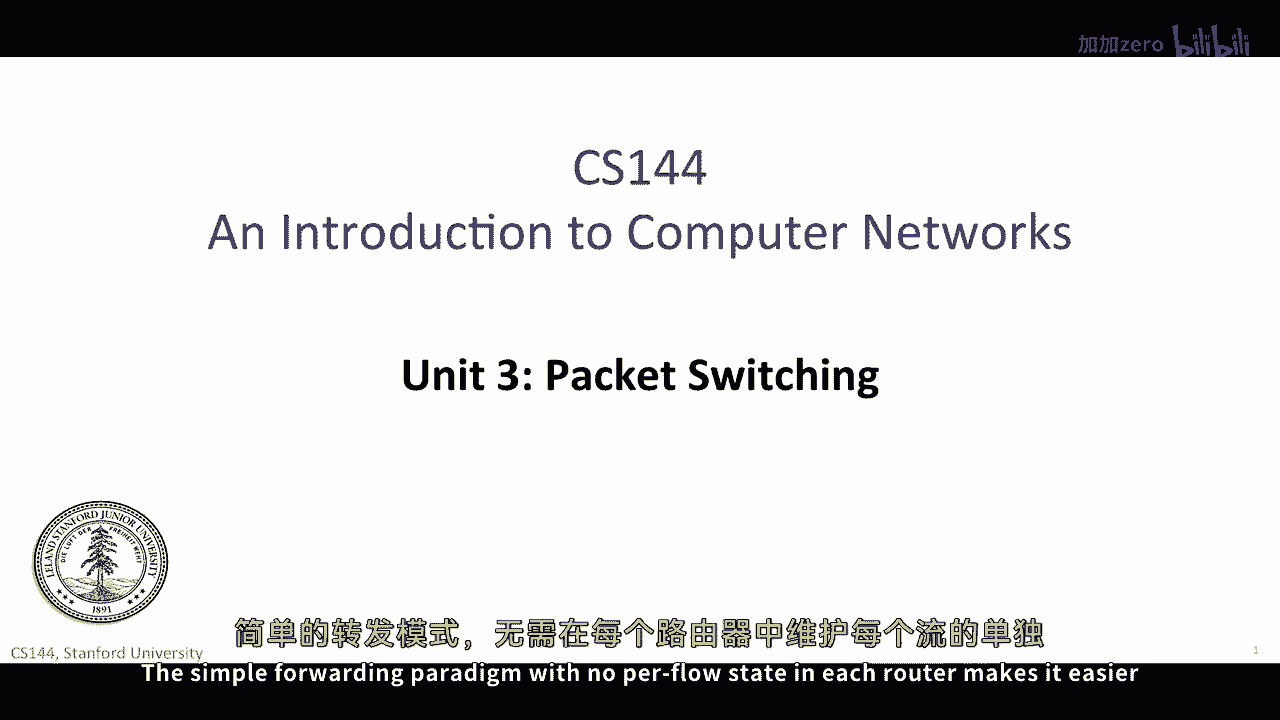 加加zero bilibili
CS144
An Introduction to Computer Networks
Unit 3: Packet Switching
LELAND STANFORD JUNIOR UNIVERSITY
DIE LUFT DER FREIHEIT WEHT
1891
简单的转发模式，无需在每个路由器中维护每个流的单独
CS144, Stanford University
1
The simple forwarding paradigm with no per-flow state in each router makes it easier